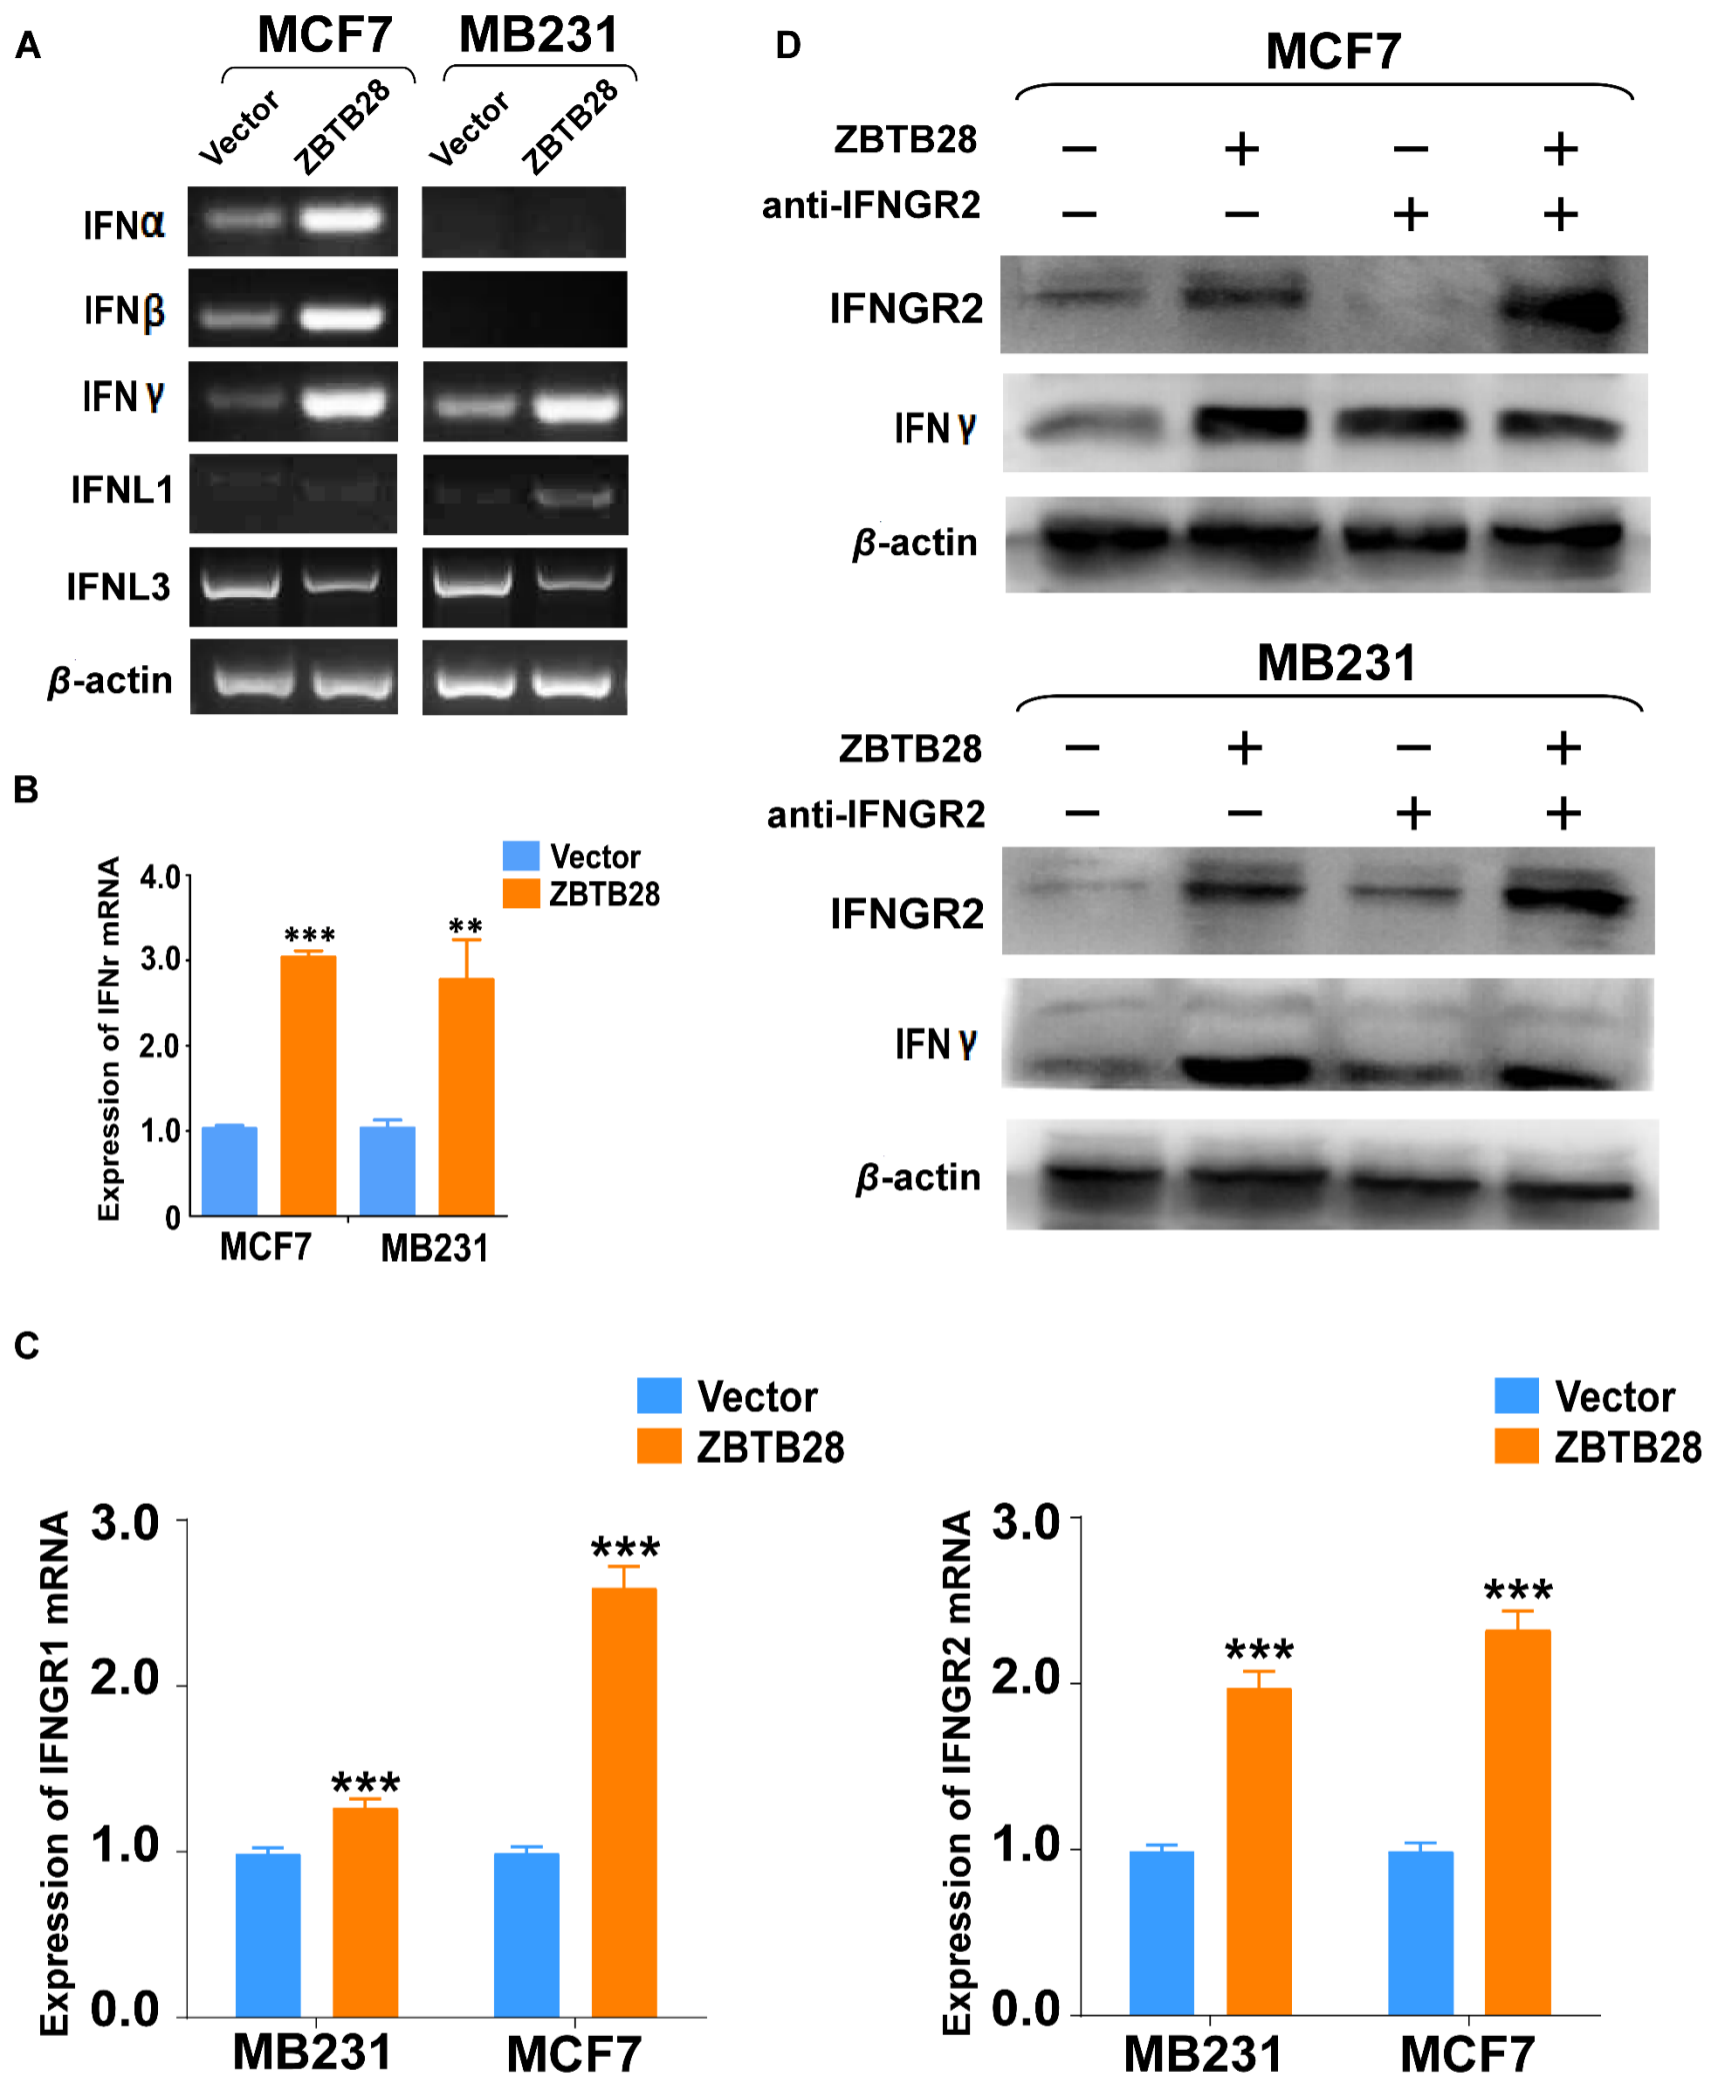 A
MCF7 MB231
Vector ZBTB28 Vector ZBTB28
IFNα
IFNβ
IFN γ
IFNL1
IFNL3
β-actin
B
Vector
ZBTB28
Expression of IFNr mRNA
4.0
3.0
2.0
1.0
0
*** **
MCF7 MB231
C
Vector
ZBTB28
Expression of IFNGR1 mRNA
3.0
2.0
1.0
0.0
*** ***
MB231 MCF7
Vector
ZBTB28
Expression of IFNGR2 mRNA
3.0
2.0
1.0
0.0
*** ***
MB231 MCF7
D
MCF7
ZBTB28 − + − +
anti-IFNGR2 − − + +
IFNGR2
IFN γ
β-actin
MB231
ZBTB28 − + − +
anti-IFNGR2 − − + +
IFNGR2
IFN γ
β-actin